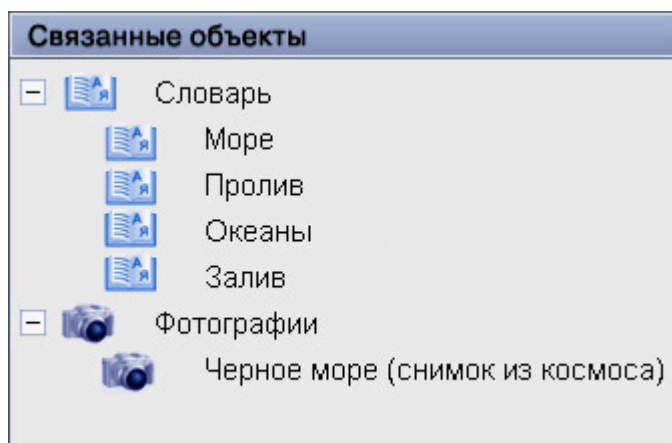 Связанные объекты
Словарь
Море
Пролив
Океаны
Залив
Фотографии
Черное море (снимок из космоса)